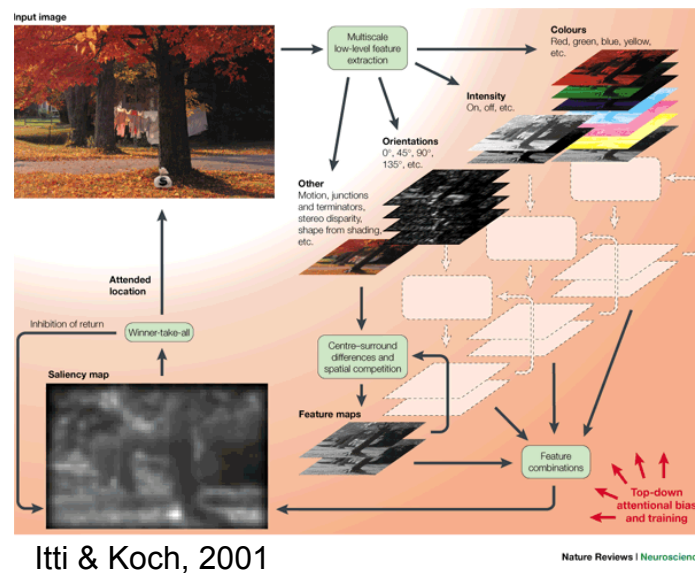 Input image
Multiscale
low-level feature
extraction
Colours
Red, green, blue, yellow,
etc.
Intensity
On, off, etc.
Orientations
0°, 45°, 90°,
135°, etc.
Other
Motion, junctions
and terminators,
stereo disparity,
shape from shading,
etc.
Attended
location
Inhibition of return
Winner-take-all
Centre–surround
differences and
spatial competition
Saliency map
Feature maps
Feature
combinations
Top-down
attentional bias
and training
Itti & Koch, 2001
Nature Reviews | Neuroscienc